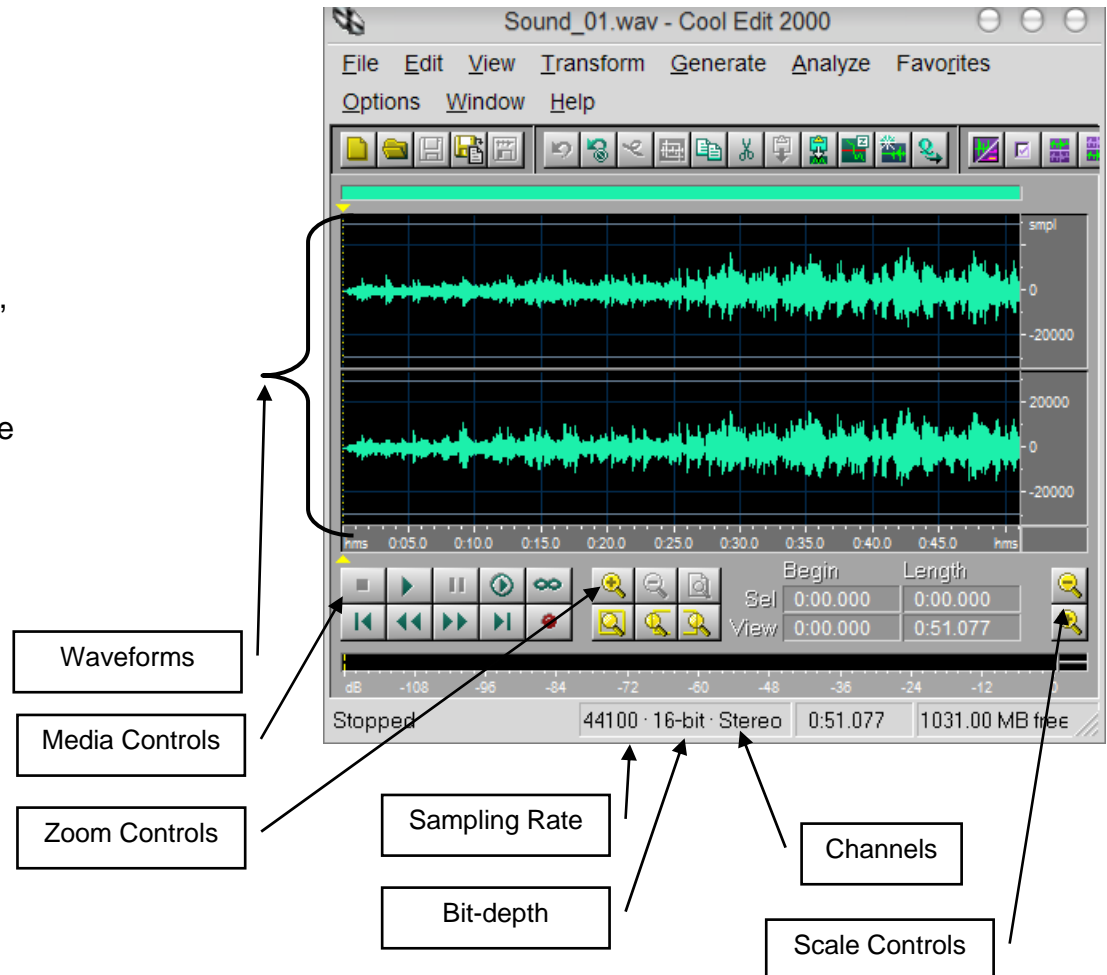 Sound_01.wav - Cool Edit 2000
File Edit View Transform Generate Analyze Favorites
Options Window Help
,
e
smpl
0
-20000
20000
0
-20000
hms 0:05.0 0:10.0 0:15.0 0:20.0 0:25.0 0:30.0 0:35.0 0:40.0 0:45.0 hms
Begin Length
Sel 0:00.000 0:00.000
View 0:00.000 0:51.077
dB -108 -96 -84 -72 -60 -48 -36 -24 -12 0
Stopped 44100 · 16-bit · Stereo 0:51.077 1031.00 MB free
Waveforms
Media Controls
Zoom Controls
Sampling Rate
Bit-depth
Channels
Scale Controls